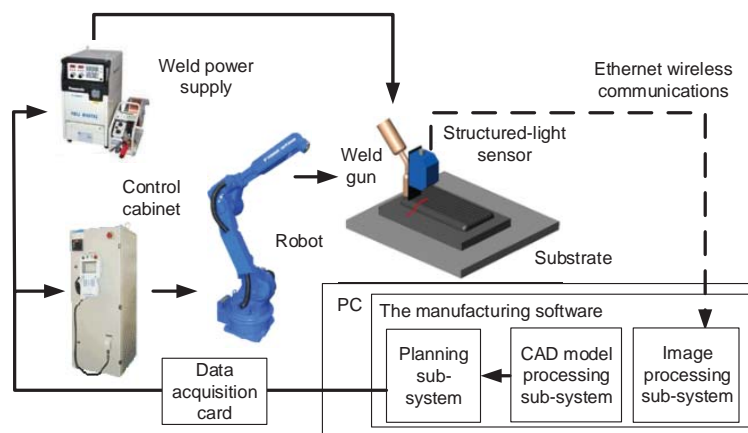 Weld power
supply
Ethernet wireless
communications
Structured-light
sensor
Weld
gun
Control
cabinet
Robot
Substrate
PC
The manufacturing software
Planning
sub-
system
CAD model
processing
sub-system
Image
processing
sub-system
Data
acquisition
card